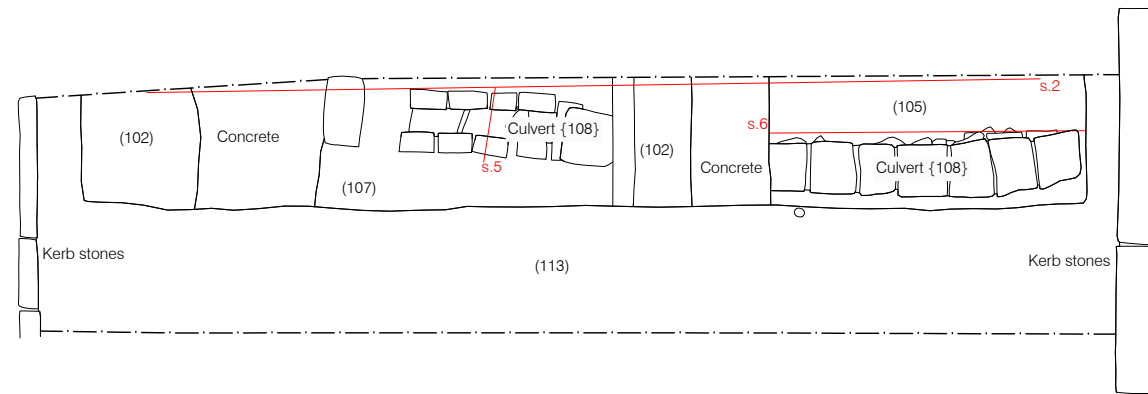 s.2
(105)
s.6
(102)
Concrete
Culvert {108}
(102)
s.5
Concrete
Culvert {108}
(107)
Kerb stones
(113)
Kerb stones